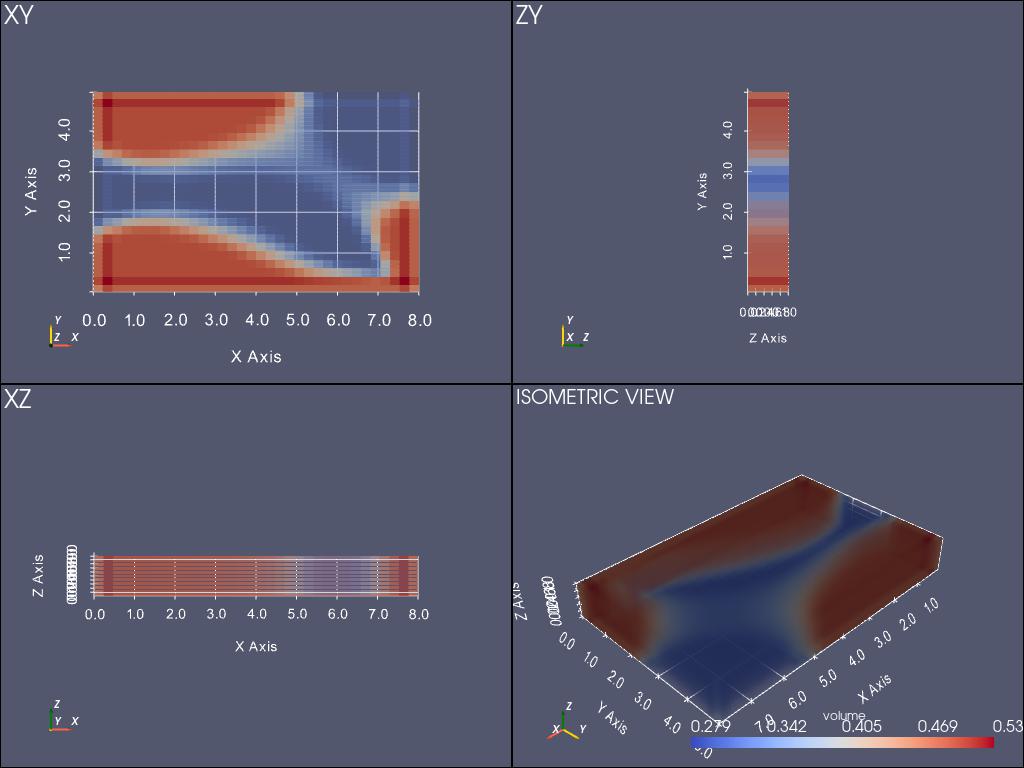 XY
Y Axis
4.0
3.0
2.0
1.0
0.0 1.0 2.0 3.0 4.0 5.0 6.0 7.0 8.0
X Axis
Y
Z X
ZY
Y Axis
4.0
3.0
2.0
1.0
Z Axis
Y
X Z
XZ
Z Axis
0.0 1.0 2.0 3.0 4.0 5.0 6.0 7.0 8.0
X Axis
Z
Y X
ISOMETRIC VIEW
Z Axis
0.0 1.0 2.0 3.0 4.0
Y Axis
1.0 2.0 3.0 4.0 5.0 6.0 7.0
X Axis
Z
X Y
volume
0.279 0.342 0.405 0.469 0.53